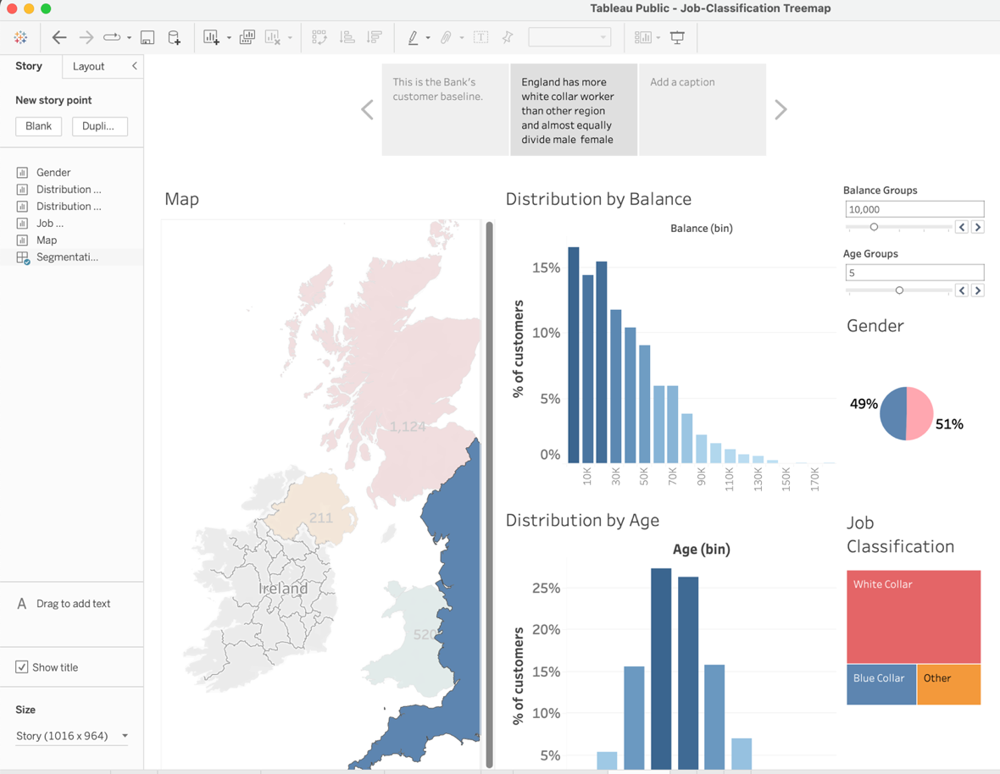 Tableau Public - Job-Classification Treemap
Story
Layout
New story point
Blank
Dupli...
Gender
Distribution ...
Distribution ...
Job ...
Map
Segmentati...
A Drag to add text
Show title
Size
Story (1016 x 964)
This is the Bank's
customer baseline.
England has more
white collar worker
than other region
and almost equally
divide male female
Add a caption
Map
1,124
211
Ireland
520
Distribution by Balance
Balance (bin)
% of customers
15%
10%
5%
0%
10K
30K
50K
70K
90K
110K
130K
150K
170K
Distribution by Age
Age (bin)
% of customers
25%
20%
15%
10%
5%
Balance Groups
10,000
Age Groups
5
Gender
49%
51%
Job
Classification
White Collar
Blue Collar
Other